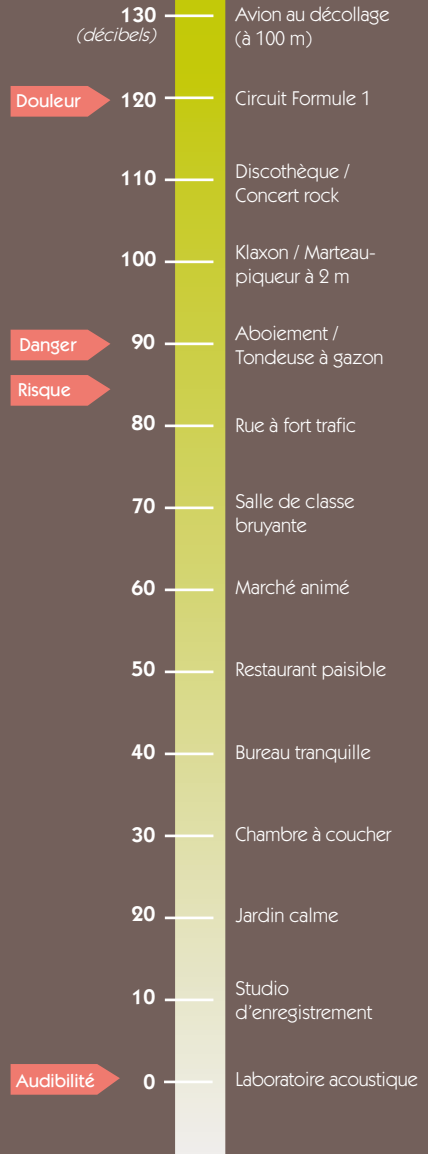 130 Avion au décollage
(décibels) (à 100 m)
Douleur 120 Circuit Formule 1
110 Discothèque /
Concert rock
100 Klaxon / Marteau-
piqueur à 2 m
Danger 90 Aboiement /
Tondeuse à gazon
Risque
80 Rue à fort trafic
70 Salle de classe
bruyante
60 Marché animé
50 Restaurant paisible
40 Bureau tranquille
30 Chambre à coucher
20 Jardin calme
10 Studio
d'enregistrement
Audibilité 0 Laboratoire acoustique